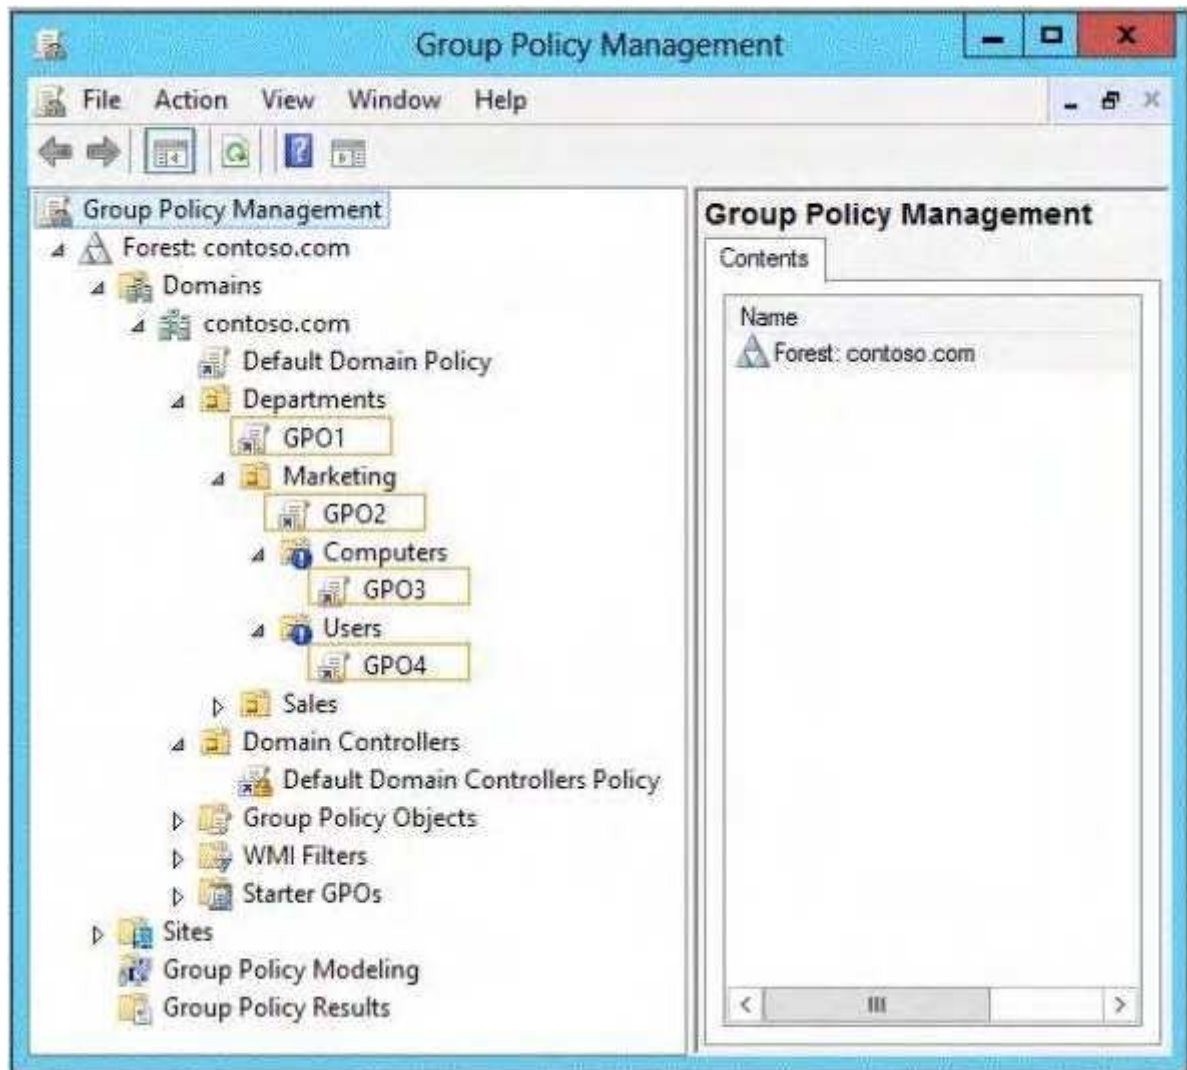 Group Policy Management
File Action View Window Help
Group Policy Management
Forest: contoso.com
Domains
contoso.com
Default Domain Policy
Departments
GPO1
Marketing
GPO2
Computers
GPO3
Users
GPO4
Sales
Domain Controllers
Default Domain Controllers Policy
Group Policy Objects
WMI Filters
Starter GPOs
Sites
Group Policy Modeling
Group Policy Results
Group Policy Management
Contents
Name
Forest: contoso.com